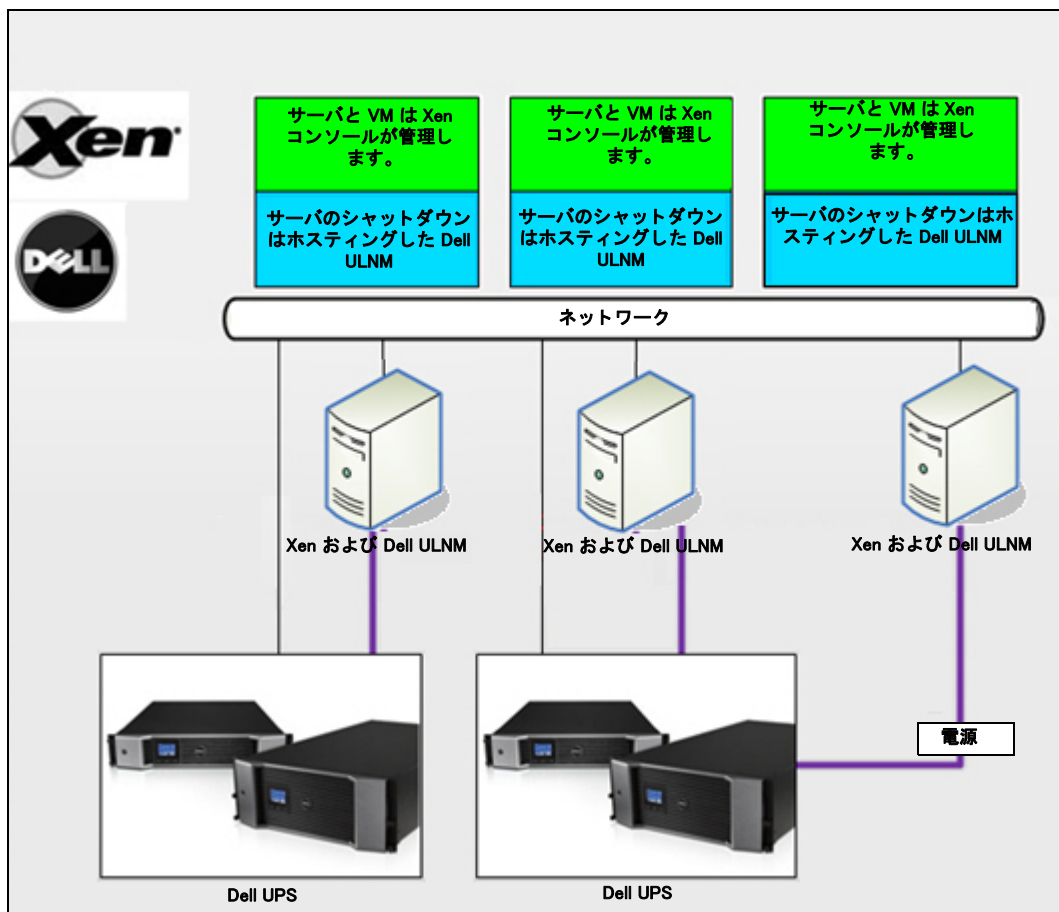 Xen
DELL
サーバと VM は Xen
コンソールが管理し
ます。
サーバと VM は Xen
コンソールが管理し
ます。
サーバと VM は Xen
コンソールが管理し
ます。
サーバのシャットダウン
はホスティングした Dell
ULNM
サーバのシャットダウン
はホスティングした Dell
ULNM
サーバのシャットダウンはホ
スティングした Dell ULNM
ネットワーク
Xen および Dell ULNM
Xen および Dell ULNM
Xen および Dell ULNM
電源
Dell UPS
Dell UPS